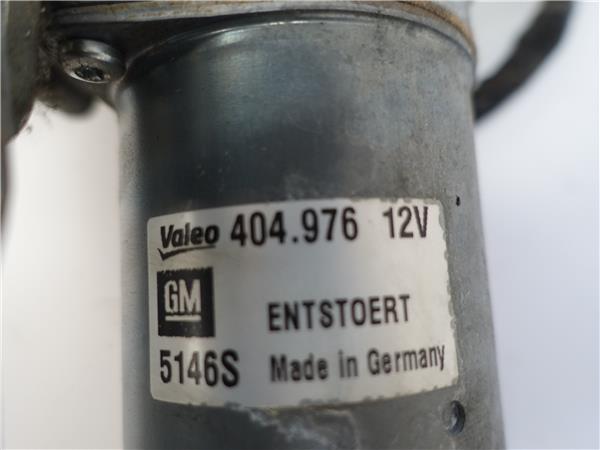 Valeo 404.976 12V
GM ENTSTOERT
5146S Made in Germany